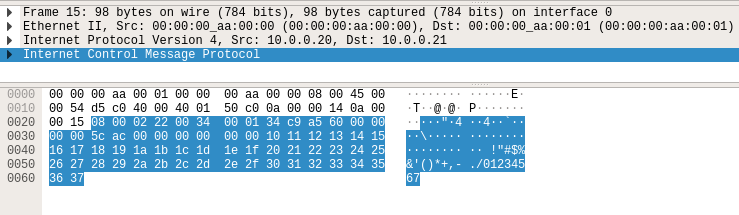 Frame 15: 98 bytes on wire (784 bits), 98 bytes captured (784 bits) on interface 0
Ethernet II, Src: 00:00:00_aa:00:00 (00:00:00:aa:00:00), Dst: 00:00:00_aa:00:01 (00:00:00:aa:00:01)
Internet Protocol Version 4, Src: 10.0.0.20, Dst: 10.0.0.21
Internet Control Message Protocol
0000 00 00 00 aa 00 01 00 00 00 aa 00 00 08 00 45 00 ········ ······E·
0010 00 54 d5 c0 40 00 40 01 50 c0 0a 00 00 14 0a 00 ·T··@·@· P·······
0020 00 15 08 00 02 22 00 34 00 01 34 c9 a5 60 00 00 ·····"·4 ··4··`··
0030 00 00 5c ac 00 00 00 00 00 00 10 11 12 13 14 15 ··\····· ········
0040 16 17 18 19 1a 1b 1c 1d 1e 1f 20 21 22 23 24 25 ········ ·· !"#$%
0050 26 27 28 29 2a 2b 2c 2d 2e 2f 30 31 32 33 34 35 &'()*+,- ./012345
0060 36 37 67